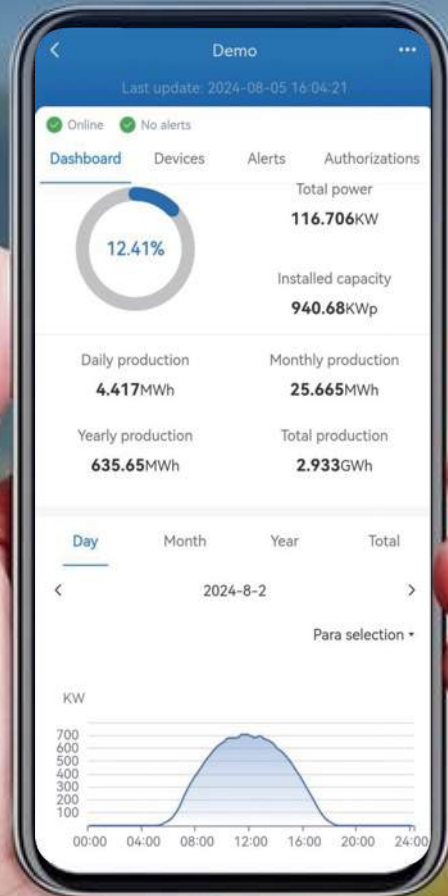 Demo
Last update: 2024-08-05 16:04:21
Online No alerts
Dashboard Devices Alerts Authorizations
12.41%
Total power
116.706KW
Installed capacity
940.68KWp
Daily production Monthly production
4.417MWh 25.665MWh
Yearly production Total production
635.65MWh 2.933GWh
Day Month Year Total
2024-8-2
Para selection
KW
700
600
500
400
300
200
100
00:00 04:00 08:00 12:00 16:00 20:00 24:00